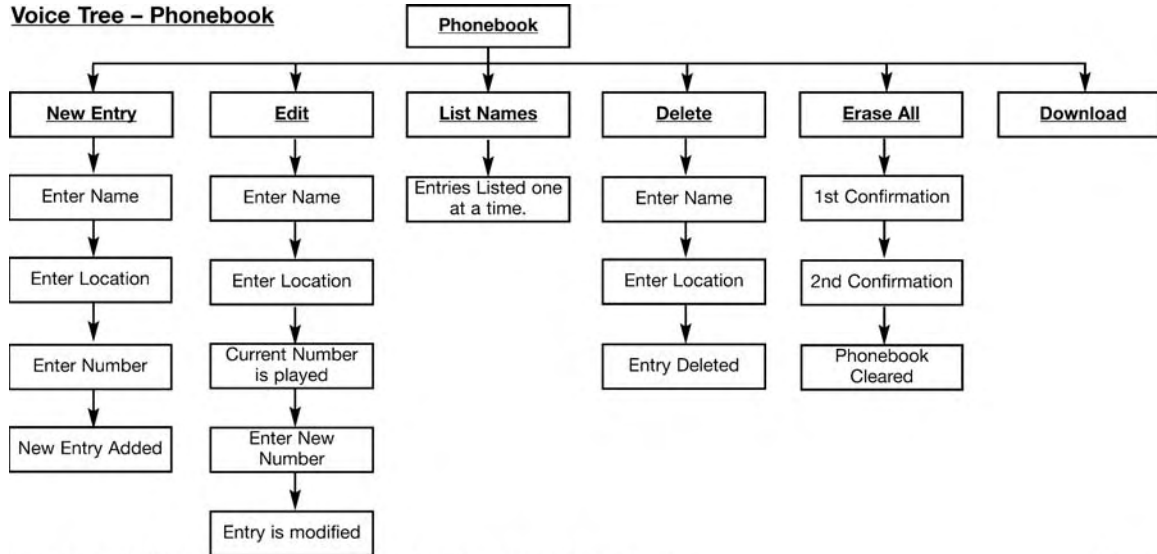 Voice Tree – Phonebook
Phonebook
New Entry
Edit
List Names
Delete
Erase All
Download
Enter Name
Enter Name
Entries Listed one
at a time.
Enter Name
1st Confirmation
Enter Location
Enter Location
Enter Location
2nd Confirmation
Enter Number
Current Number
is played
Entry Deleted
Phonebook
Cleared
New Entry Added
Enter New
Number
Entry is modified